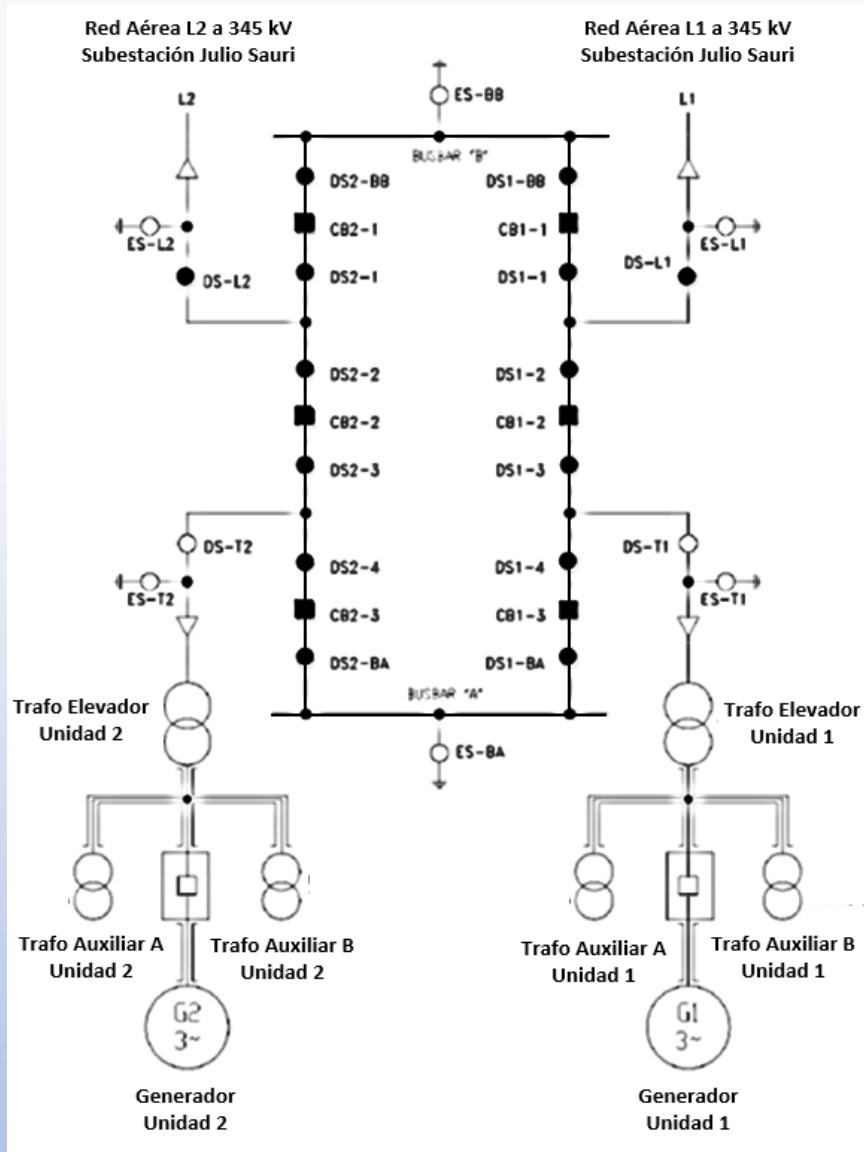 Red Aérea L2 a 345 kV
Subestación Julio Sauri
Red Aérea L1 a 345 kV
Subestación Julio Sauri
L2
ES-BB
L1
BUSBAR "B"
DS2-BB
DS1-BB
CB2-1
CB1-1
ES-L2
ES-L1
DS-L2
DS2-1
DS1-1
DS-L1
DS2-2
DS1-2
CB2-2
CB1-2
DS2-3
DS1-3
DS-T2
DS-T1
DS2-4
DS1-4
ES-T2
ES-T1
CB2-3
CB1-3
DS2-BA
DS1-BA
BUSBAR "A"
Trafo Elevador
Unidad 2
Trafo Elevador
Unidad 1
ES-BA
Trafo Auxiliar A
Unidad 2
Trafo Auxiliar B
Unidad 2
Trafo Auxiliar A
Unidad 1
Trafo Auxiliar B
Unidad 1
G2
3~
G1
3~
Generador
Unidad 2
Generador
Unidad 1